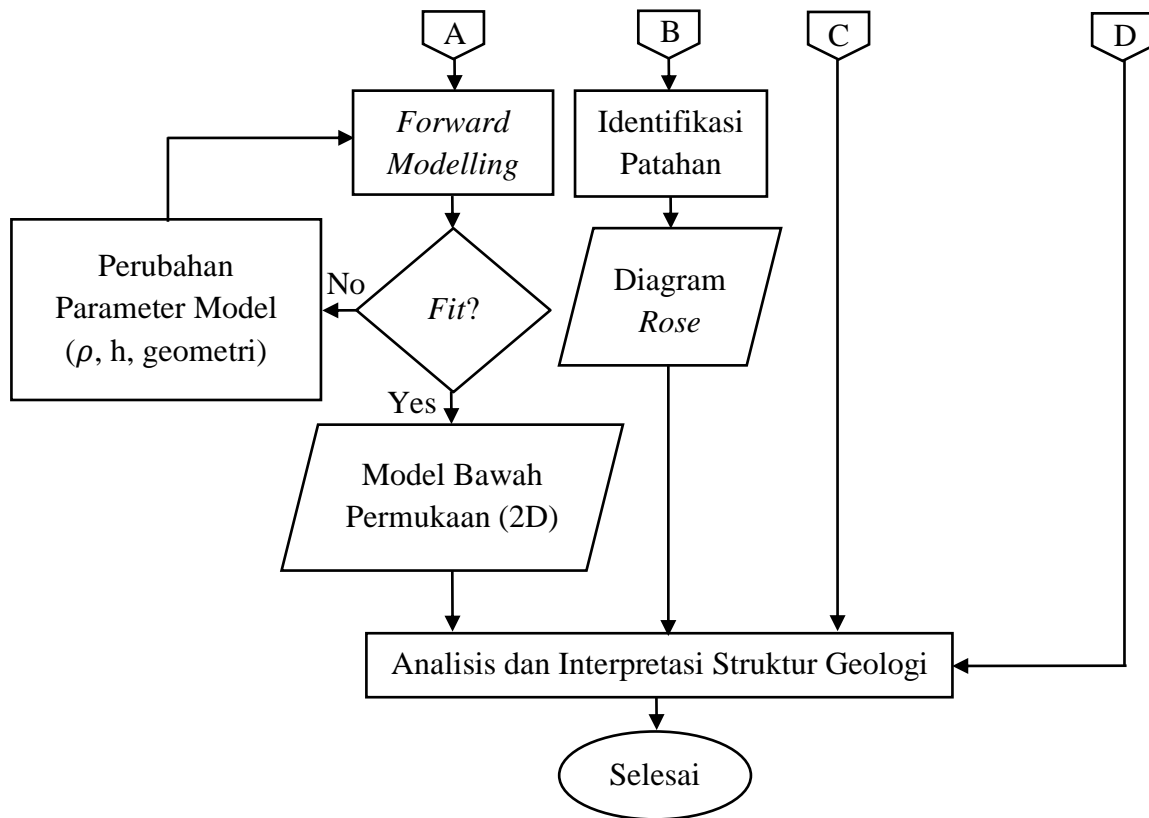 A
B
C
D
Forward
Modelling
Identifikasi
Patahan
Perubahan
Parameter Model
(ρ, h, geometri)
No
Fit?
Diagram
Rose
Yes
Model Bawah
Permukaan (2D)
Analisis dan Interpretasi Struktur Geologi
Selesai